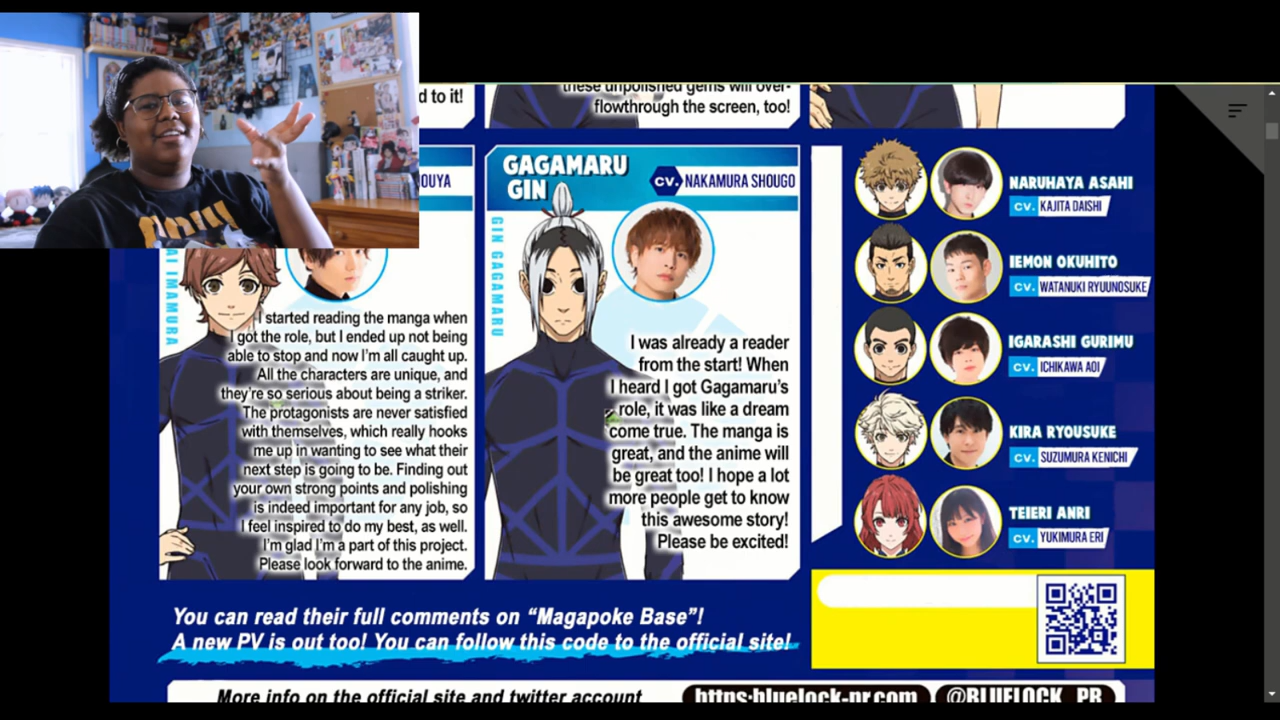 d to it!
these unpolished gems will over-
flowthrough the screen, too!
OUYA
AI IMAMURA
I started reading the manga when
I got the role, but I ended up not being
able to stop and now I'm all caught up.
All the characters are unique, and
they're so serious about being a striker.
The protagonists are never satisfied
with themselves, which really hooks
me up in wanting to see what their
next step is going to be. Finding out
your own strong points and polishing
is indeed important for any job, so
I feel inspired to do my best, as well.
I'm glad I'm a part of this project.
Please look forward to the anime.
GAGAMARU
GIN
CV. NAKAMURA SHOUGO
GIN GAGAMARU
I was already a reader
from the start! When
I heard I got Gagamaru's
role, it was like a dream
come true. The manga is
great, and the anime will
be great too! I hope a lot
more people get to know
this awesome story!
Please be excited!
NARUHAYA ASAHI
CV. KAJITA DAISHI
IEMON OKUHITO
CV. WATANUKI RYUUNOSUKE
IGARASHI GURIMU
CV. ICHIKAWA AOI
KIRA RYOUSUKE
CV. SUZUMURA KENICHI
TEIERI ANRI
CV. YUKIMURA ERI
You can read their full comments on “Magapoke Base”!
A new PV is out too! You can follow this code to the official site!
More info on the official site and twitter account
https:bluelock-pr.com
@BLUELOCK_PR